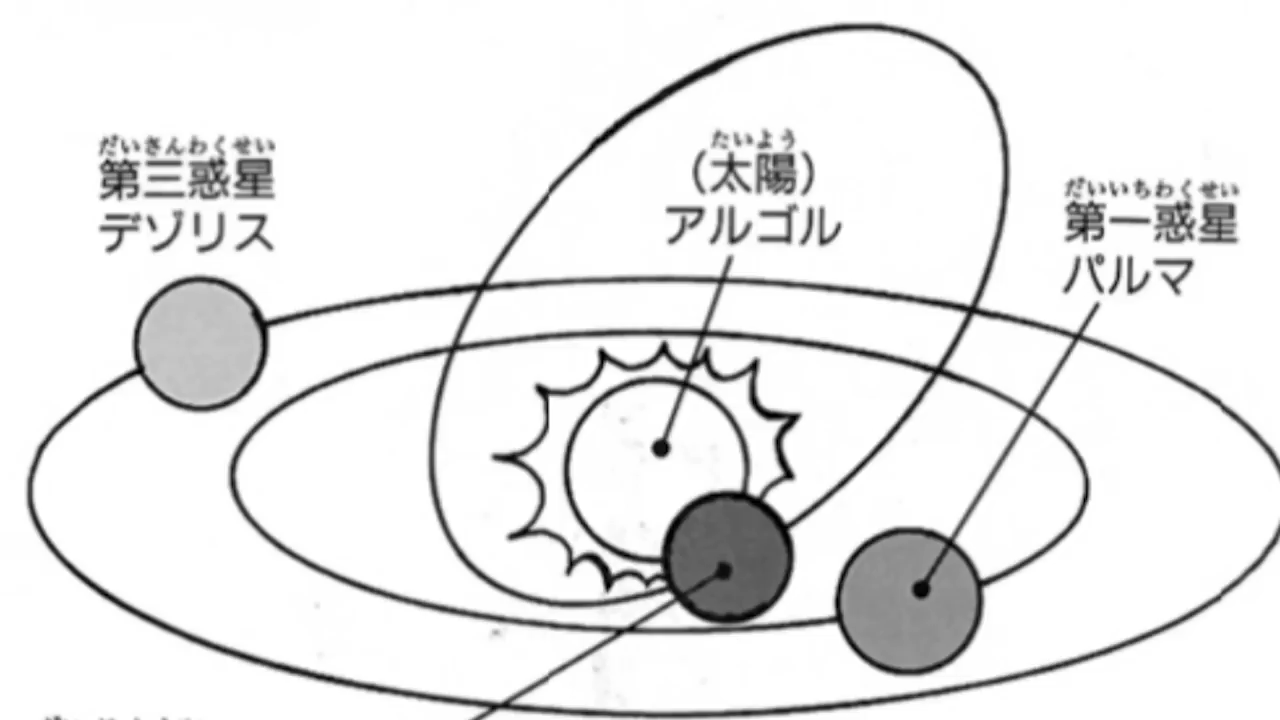 だいさんわくせい
第三惑星
デゾリス
たいよう
(太陽)
アルゴル
だいいちわくせい
第一惑星
パルマ